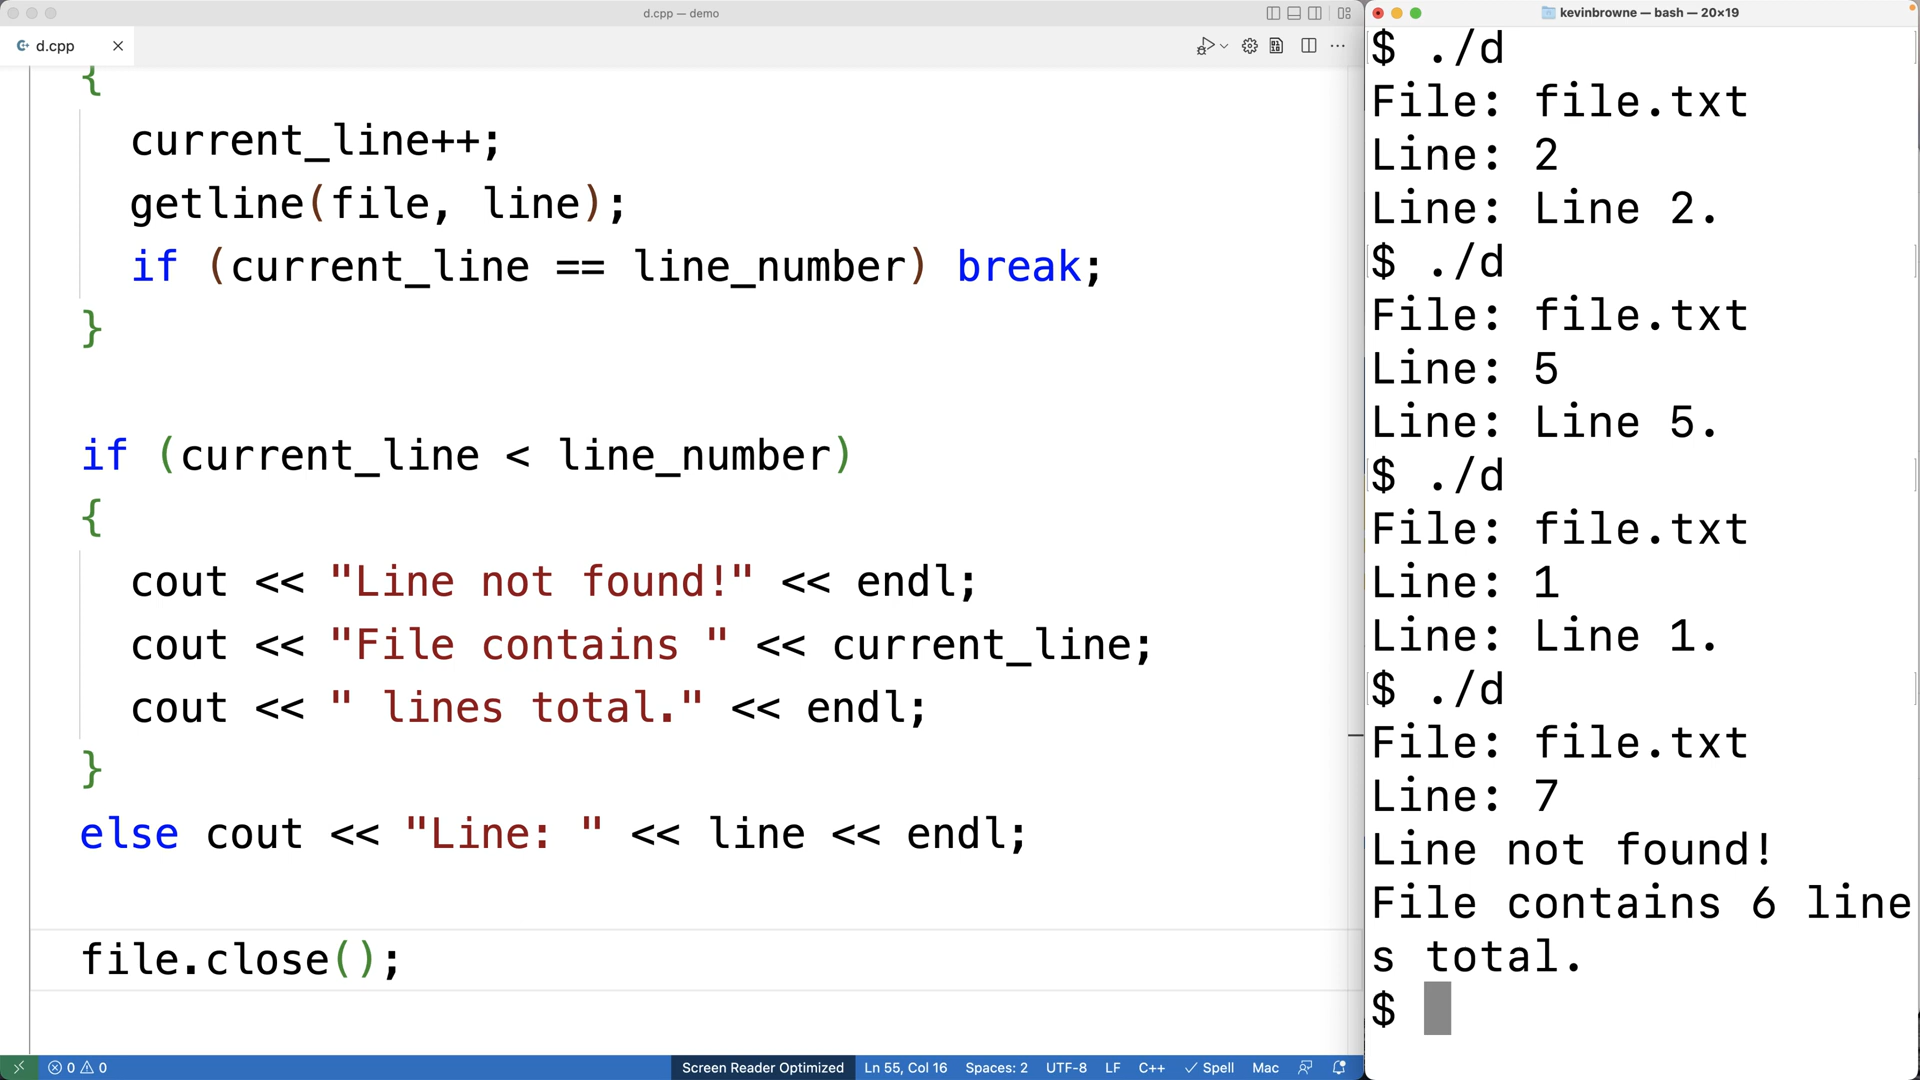 d.cpp — demo
d.cpp
{
current_line++;
getline(file, line);
if (current_line == line_number) break;
}
if (current_line < line_number)
{
cout << "Line not found!" << endl;
cout << "File contains " << current_line;
cout << " lines total." << endl;
}
else cout << "Line: " << line << endl;
file.close();
0 0
Screen Reader Optimized Ln 55, Col 16 Spaces: 2 UTF-8 LF C++ Spell Mac
kevinbrowne — bash — 20×19
$ ./d
File: file.txt
Line: 2
Line: Line 2.
$ ./d
File: file.txt
Line: 5
Line: Line 5.
$ ./d
File: file.txt
Line: 1
Line: Line 1.
$ ./d
File: file.txt
Line: 7
Line not found!
File contains 6 line
s total.
$